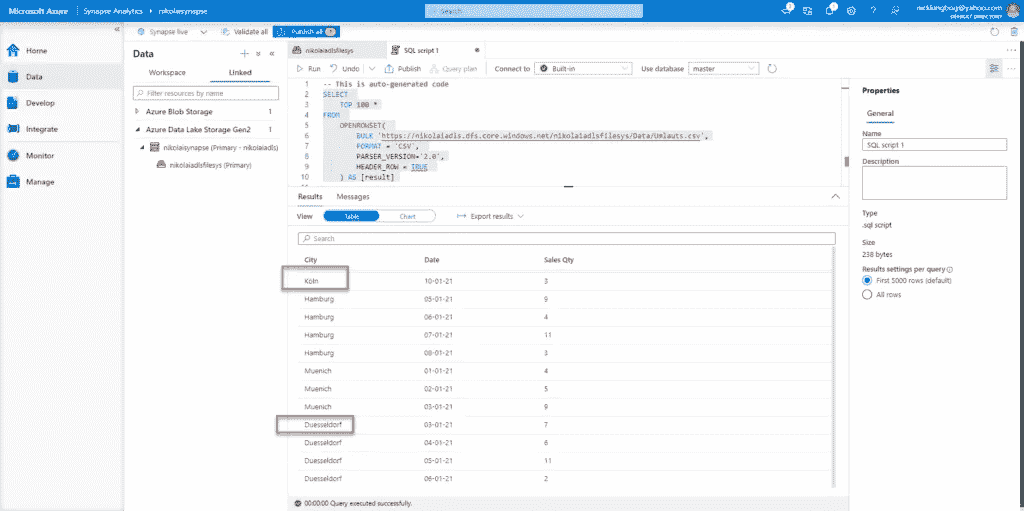 Microsoft Azure | Synapse Analytics > nikolaisynapse
Search
Synapse live
Validate all
Publish all
Home
Data
Develop
Integrate
Monitor
Manage
Data
Workspace
Linked
Filter resources by name
Azure Blob Storage 1
Azure Data Lake Storage Gen2 1
nikolaisynapse (Primary - nikolaiadls)
nikolaiadlsfilesys (Primary)
nikolaiadlsfilesys
SQL script 1
Run
Undo
Publish
Query plan
Connect to
Built-in
Use database
master
1 -- This is auto-generated code
2 SELECT
3 TOP 100 *
4 FROM
5 OPENROWSET(
6 BULK 'https://nikolaiadls.dfs.core.windows.net/nikolaiadlsfilesys/Data/Umlauts.csv',
7 FORMAT = 'CSV',
8 PARSER_VERSION='2.0',
9 HEADER_ROW = TRUE
10 ) AS [result]
Results
Messages
View
Table
Chart
Export results
Search
City Date Sales Qty
Köln 10-01-21 3
Hamburg 05-01-21 9
Hamburg 06-01-21 4
Hamburg 07-01-21 11
Hamburg 08-01-21 3
Muenich 01-01-21 4
Muenich 02-01-21 5
Muenich 03-01-21 9
Duesseldorf 03-01-21 7
Duesseldorf 04-01-21 6
Duesseldorf 05-01-21 11
Duesseldorf 06-01-21 2
00:00:00 Query executed successfully.
Properties
General
Name
SQL script 1
Description
Type
.sql script
Size
238 bytes
Results settings per query
First 5000 rows (default)
All rows